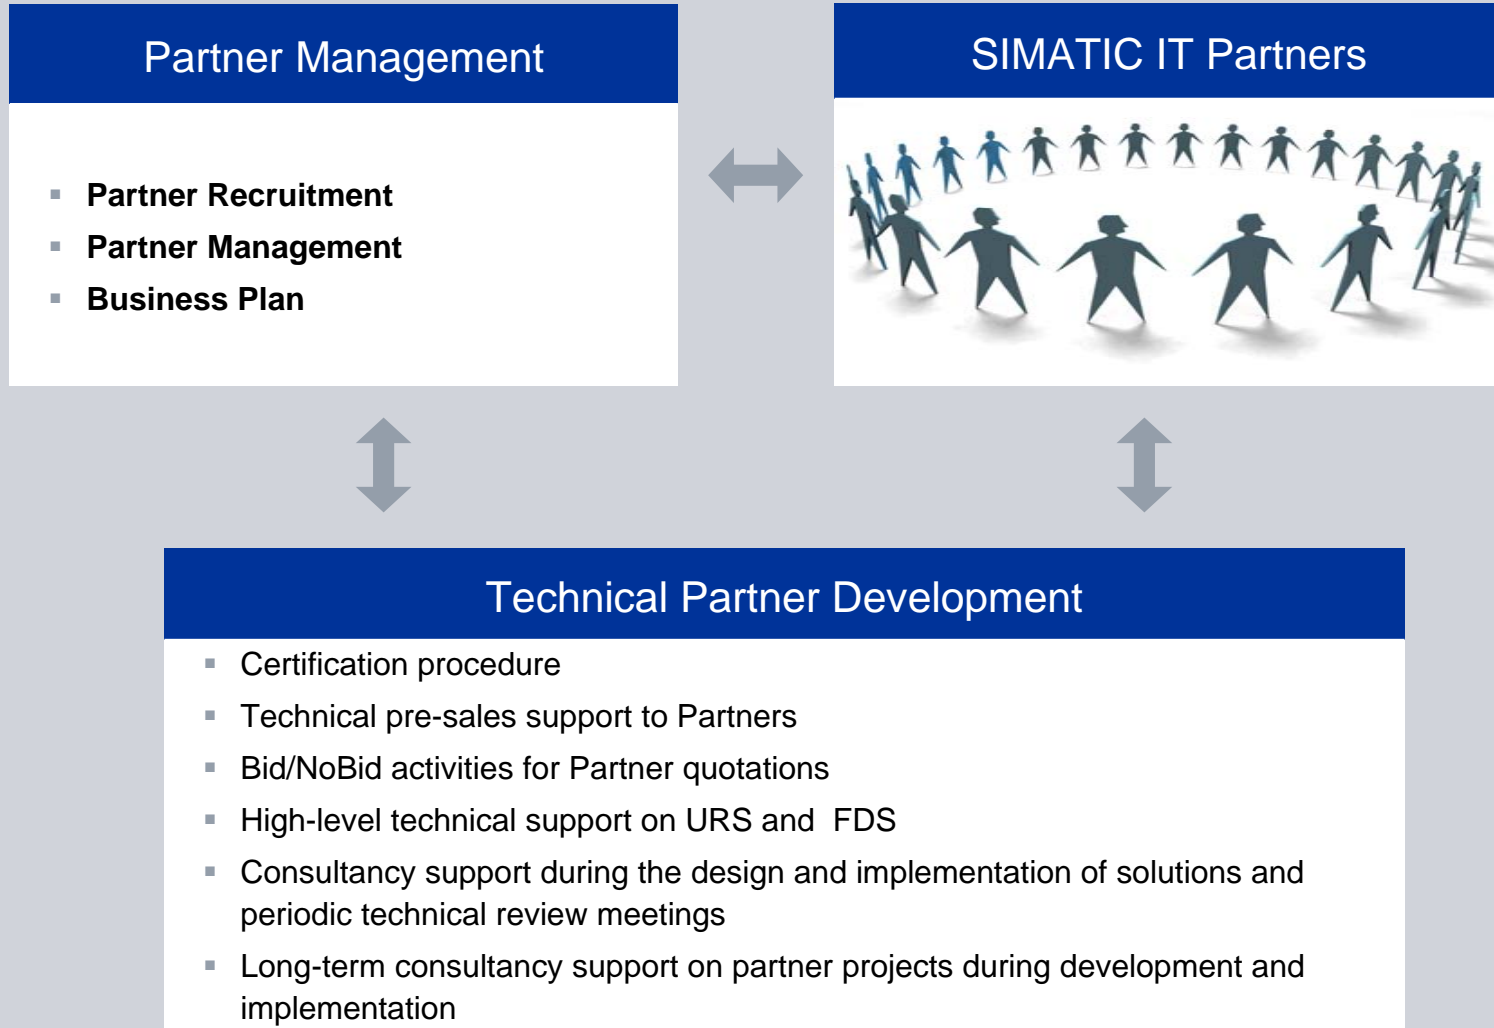 Partner Management
▪ Partner Recruitment
▪ Partner Management
▪ Business Plan
SIMATIC IT Partners
Technical Partner Development
▪ Certification procedure
▪ Technical pre-sales support to Partners
▪ Bid/NoBid activities for Partner quotations
▪ High-level technical support on URS and  FDS
▪ Consultancy support during the design and implementation of solutions and
periodic technical review meetings
▪ Long-term consultancy support on partner projects during development and
implementation